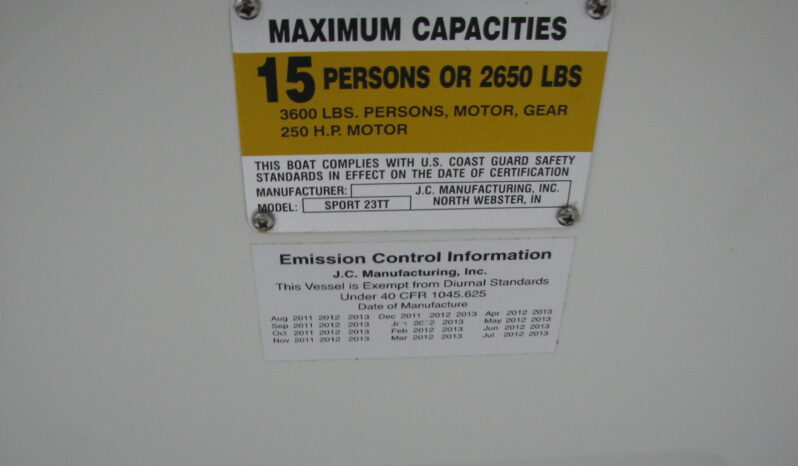 MAXIMUM CAPACITIES
15 PERSONS OR 2650 LBS
3600 LBS. PERSONS, MOTOR, GEAR
250 H.P. MOTOR
THIS BOAT COMPLIES WITH U.S. COAST GUARD SAFETY
STANDARDS IN EFFECT ON THE DATE OF CERTIFICATION
MANUFACTURER: J.C. MANUFACTURING, INC.
MODEL: SPORT 23TT NORTH WEBSTER, IN
Emission Control Information
J.C. Manufacturing, Inc.
This Vessel is Exempt from Diurnal Standards
Under 40 CFR 1045.625
Date of Manufacture
Aug 2011 2012 2013 Dec 2011 2012 2013 Apr 2012 2013
Sep 2011 2012 2013 2012 May 2012 2013
Oct 2011 2012 2013 Feb 2012 2013 Jun 2012 2013
Nov 2011 2012 2013 Mar 2012 2013 Jul 2012 2013